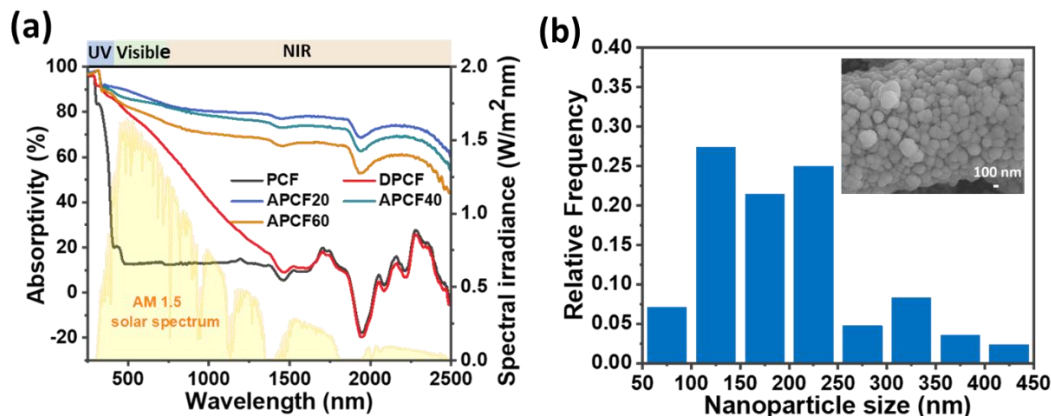 (a)
UV Visible NIR
100
80
60
40
20
0
-20
Absorptivity (%)
2.0
1.5
1.0
0.5
0.0
Spectral irradiance (W/m²nm)
PCF DPCF
APCF20 APCF40
APCF60
AM 1.5
solar spectrum
500 1000 1500 2000 2500
Wavelength (nm)
(b)
0.40
0.35
0.30
0.25
0.20
0.15
0.10
0.05
0.00
Relative Frequency
100 nm
50 100 150 200 250 300 350 400 450
Nanoparticle size (nm)